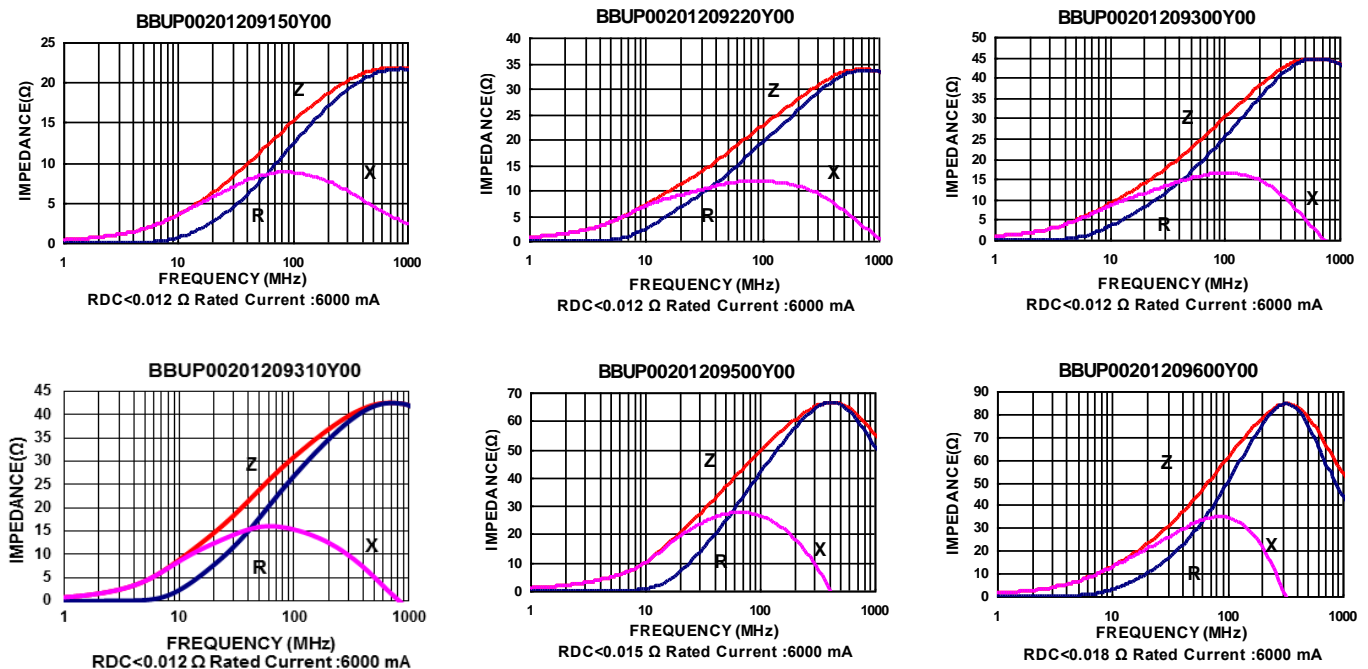 BBUP00201209150Y00
IMPEDANCE(Ω)
25
20
15
10
5
0
Z
X
R
1 10 100 1000
FREQUENCY (MHz)
RDC<0.012 Ω Rated Current :6000 mA
BBUP00201209220Y00
IMPEDANCE(Ω)
40
35
30
25
20
15
10
5
0
Z
X
R
1 10 100 1000
FREQUENCY (MHz)
RDC<0.012 Ω Rated Current :6000 mA
BBUP00201209300Y00
IMPEDANCE(Ω)
50
45
40
35
30
25
20
15
10
5
0
Z
X
R
1 10 100 1000
FREQUENCY (MHz)
RDC<0.012 Ω Rated Current :6000 mA
BBUP00201209310Y00
IMPEDANCE(Ω)
45
40
35
30
25
20
15
10
5
0
Z
X
R
1 10 100 1000
FREQUENCY (MHz)
RDC<0.012 Ω Rated Current :6000 mA
BBUP00201209500Y00
IMPEDANCE(Ω)
70
60
50
40
30
20
10
0
Z
X
R
1 10 100 1000
FREQUENCY (MHz)
RDC<0.015 Ω Rated Current :6000 mA
BBUP00201209600Y00
IMPEDANCE(Ω)
90
80
70
60
50
40
30
20
10
0
Z
X
R
1 10 100 1000
FREQUENCY (MHz)
RDC<0.018 Ω Rated Current :6000 mA